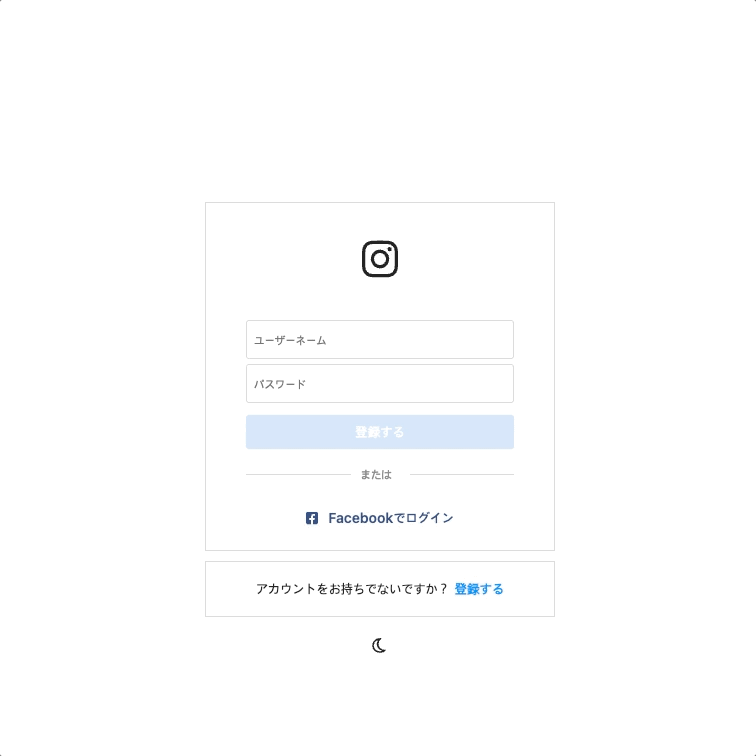 ユーザーネーム
パスワード
登録する
または
Facebookでログイン
アカウントをお持ちでないですか？ 登録する